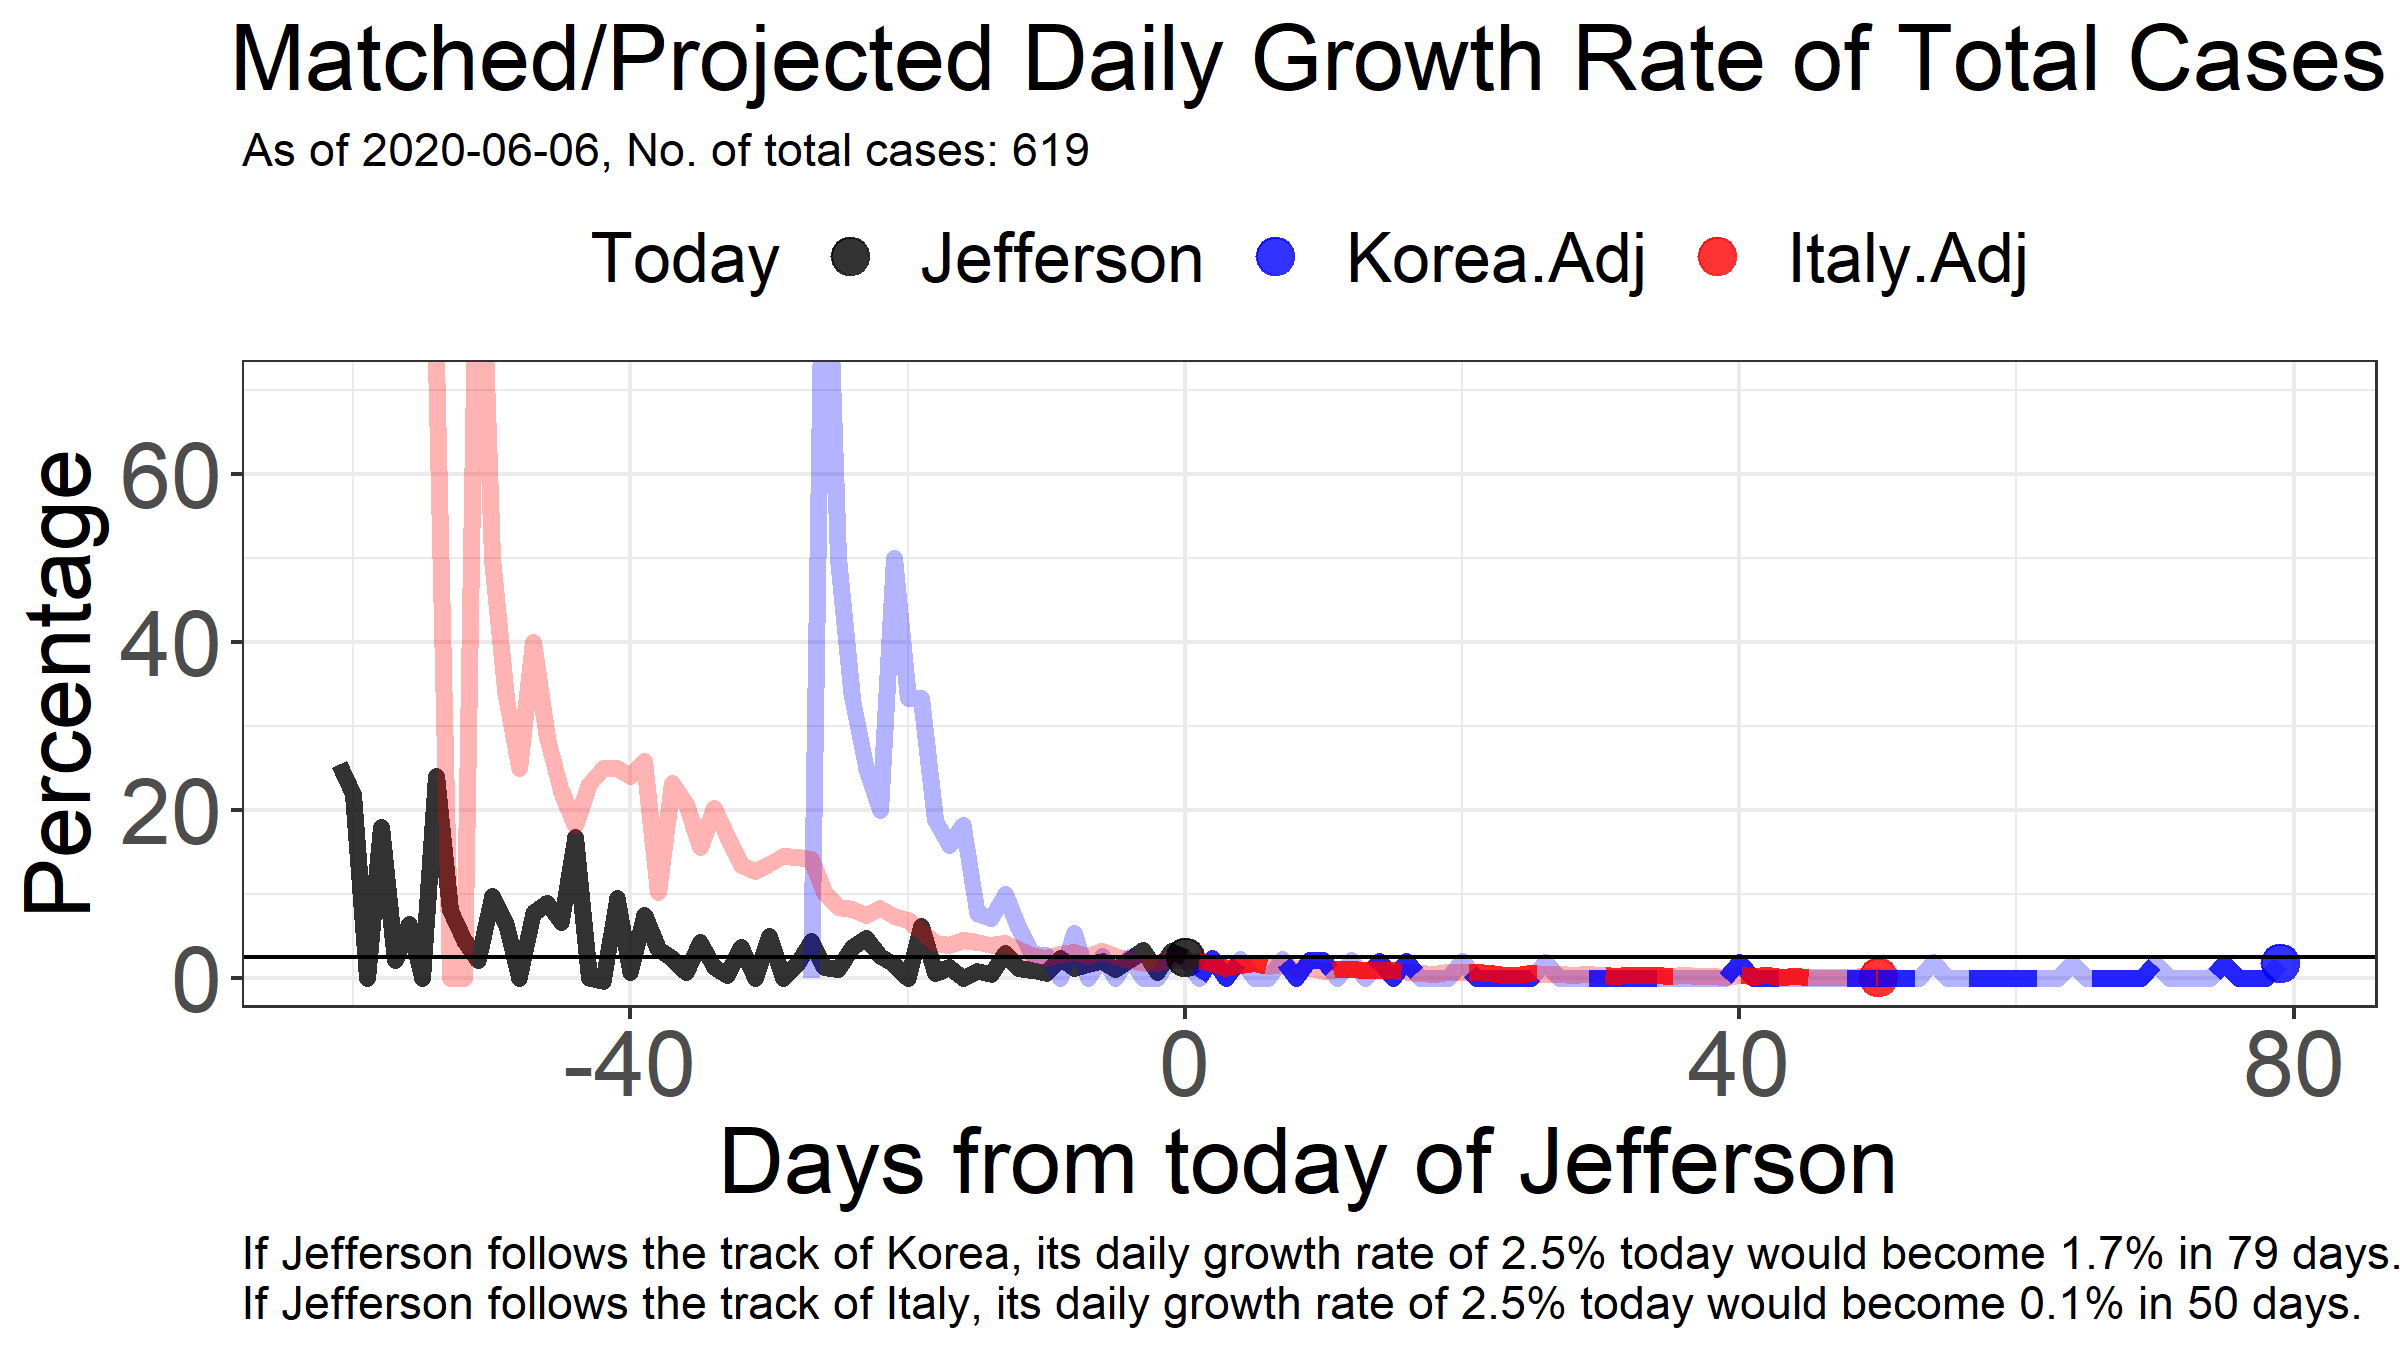 Matched/Projected Daily Growth Rate of Total Cases
As of 2020-06-06, No. of total cases: 619
Today Jefferson Korea.Adj Italy.Adj
Percentage
60
40
20
0
-40 0 40 80
Days from today of Jefferson
If Jefferson follows the track of Korea, its daily growth rate of 2.5% today would become 1.7% in 79 days.
If Jefferson follows the track of Italy, its daily growth rate of 2.5% today would become 0.1% in 50 days.